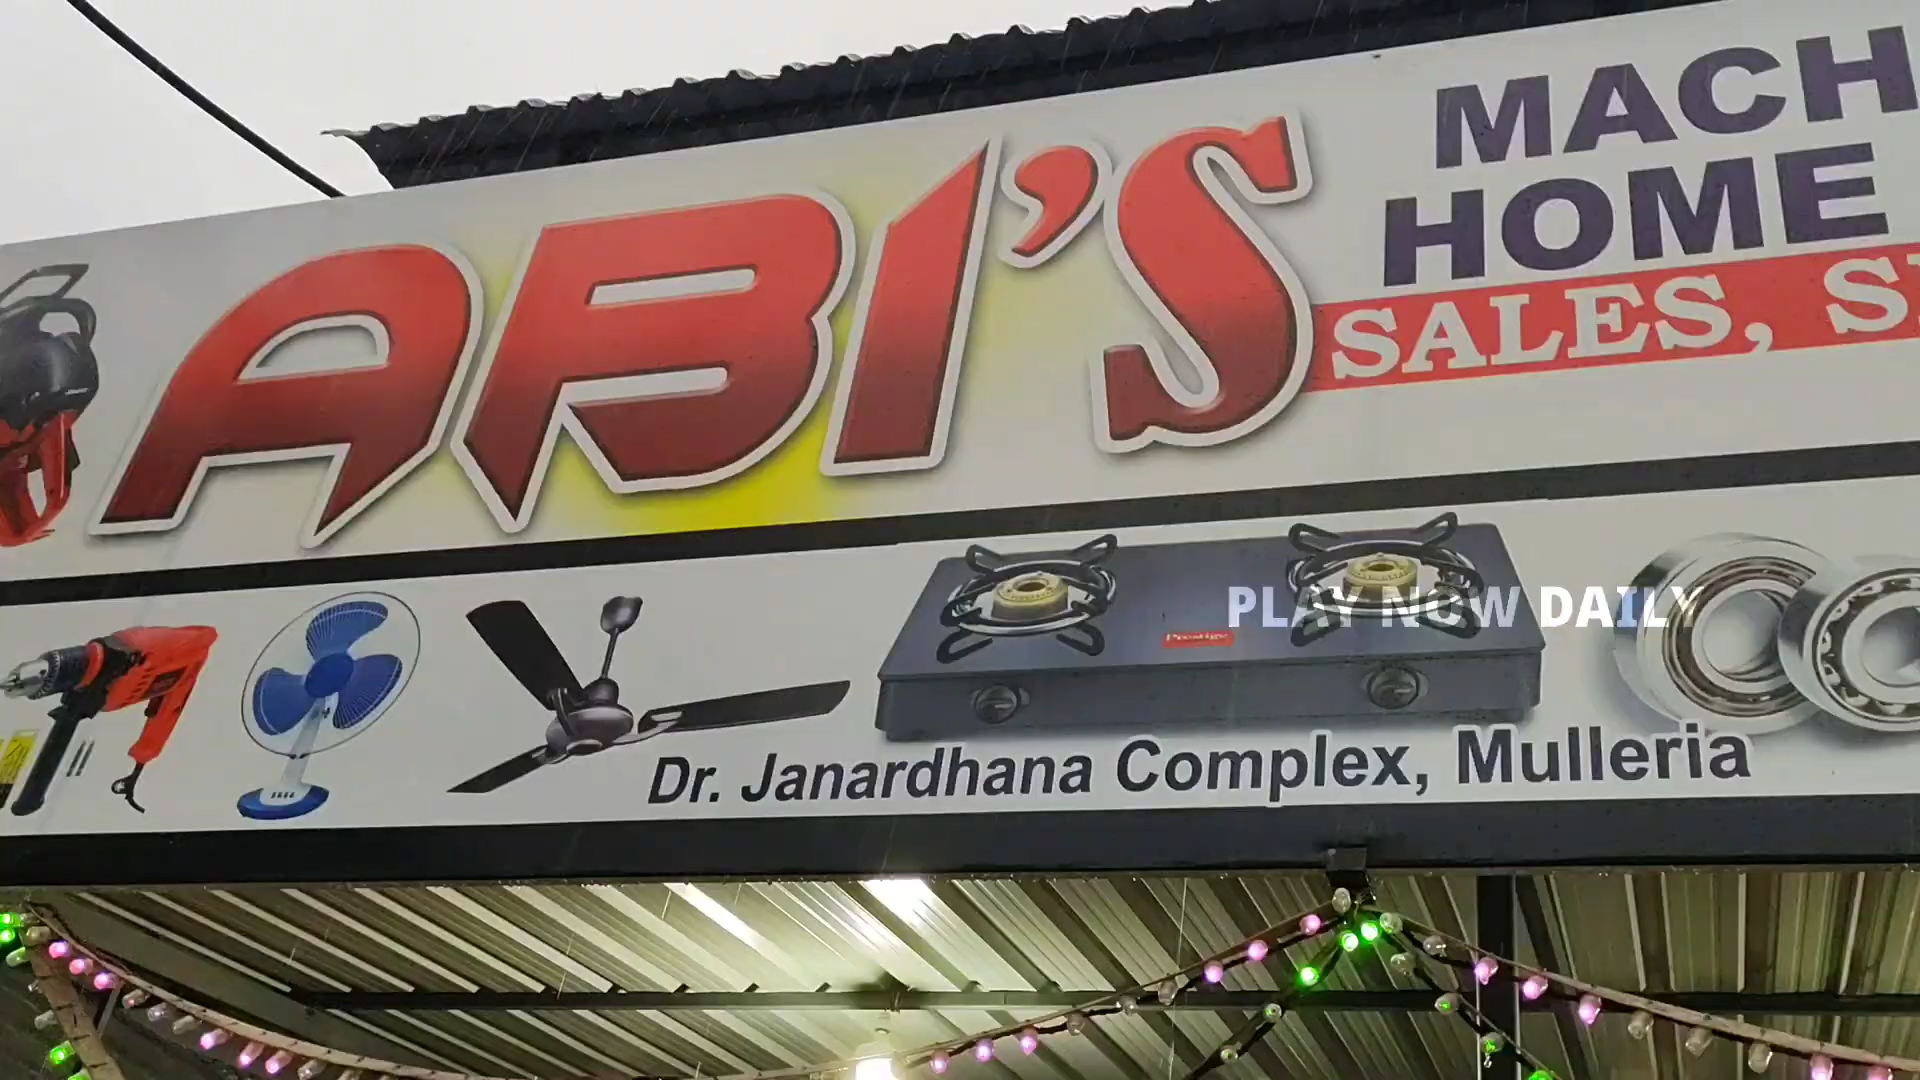 ABI'S
MACH
HOME
SALES,
Prestige
PLAY NOW DAILY
Dr. Janardhana Complex, Mulleria